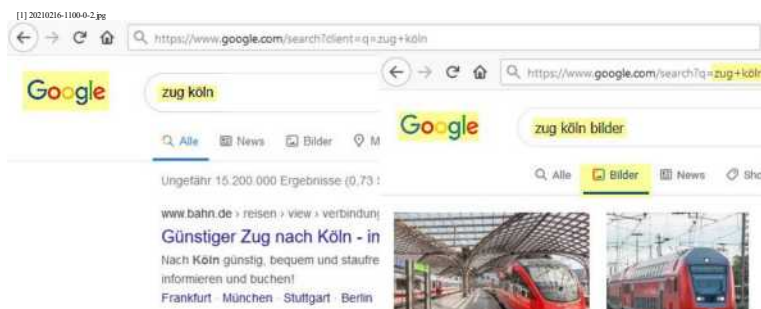 [1] 20210216-1100-0-2.jpg
https://www.google.com/search?client=q=zug+köln
Google
zug köln
Alle News Bilder M
Ungefähr 15.200.000 Ergebnisse (0,73 s
www.bahn.de › reisen › view › verbindung
Günstiger Zug nach Köln - in
Nach Köln günstig, bequem und staufre
informieren und buchen!
Frankfurt - München - Stuttgart - Berlin
https://www.google.com/search?q=zug+köln
Google
zug köln bilder
Alle Bilder News Sho